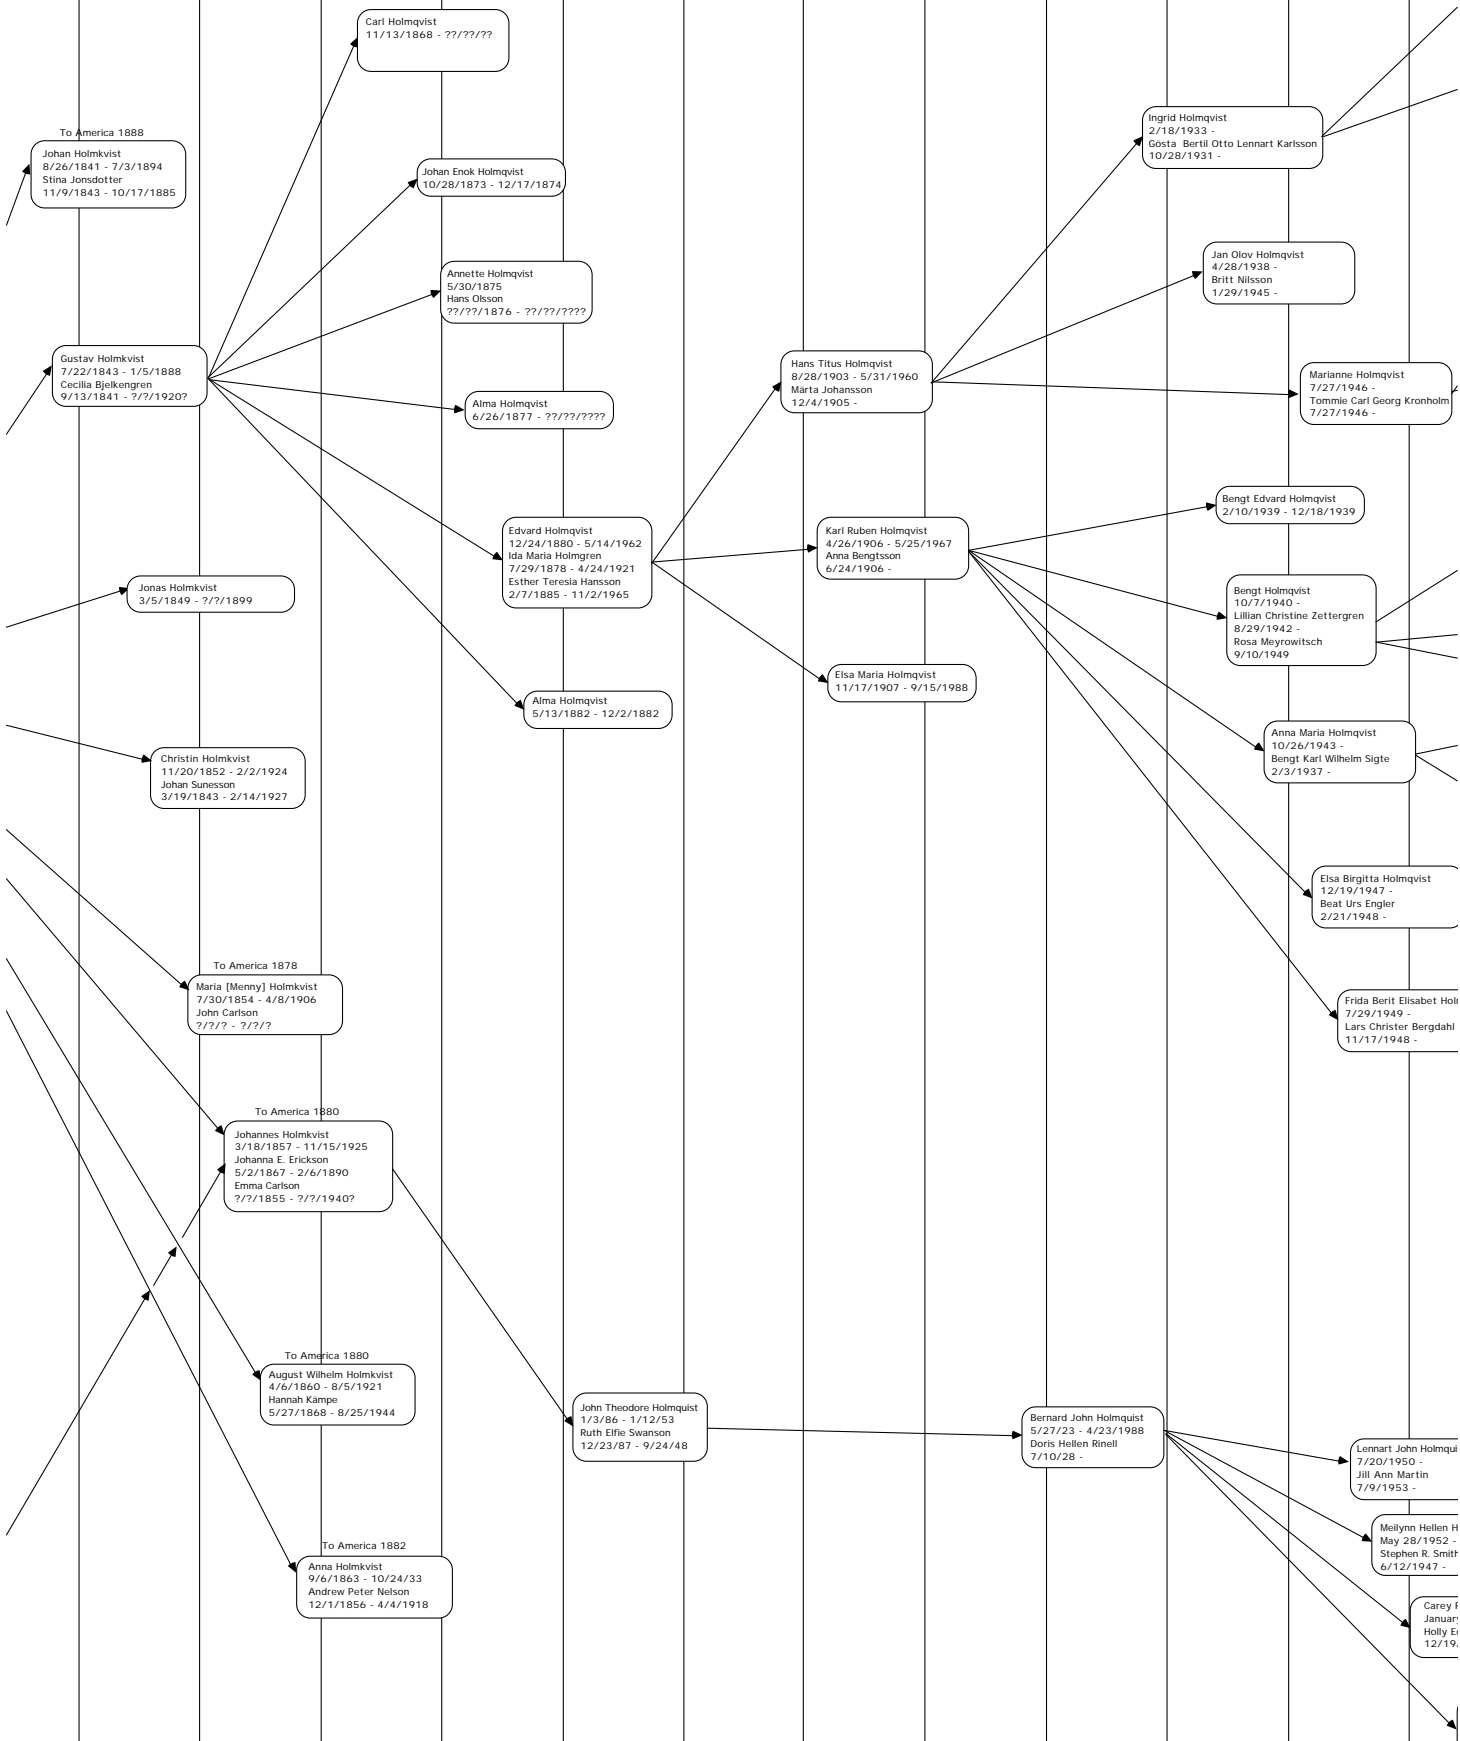 Carl Holmqvist
11/13/1868 - ??/??/??
To America 1888
Johan Holmkvist
8/26/1841 - 7/3/1894
Stina Jonsdotter
11/9/1843 - 10/17/1885
Johan Enok Holmqvist
10/28/1873 - 12/17/1874
Ingrid Holmqvist
2/18/1933 -
Gösta  Bertil Otto Lennart Karlsson
10/28/1931 -
Annette Holmqvist
5/30/1875
Hans Olsson
??/??/1876 - ??/??/????
Jan Olov Holmqvist
4/28/1938 -
Britt Nilsson
1/29/1945 -
Gustav Holmkvist
7/22/1843 - 1/5/1888
Cecilia Bjelkengren
9/13/1841 - ?/?/1920?
Alma Holmqvist
6/26/1877 - ??/??/????
Hans Titus Holmqvist
8/28/1903 - 5/31/1960
Märta Johansson
12/4/1905 -
Marianne Holmqvist
7/27/1946 -
Tommie Carl Georg Kronholm
7/27/1946 -
Edvard Holmqvist
12/24/1880 - 5/14/1962
Ida Maria Holmgren
7/29/1878 - 4/24/1921
Esther Teresia Hansson
2/7/1885 - 11/2/1965
Karl Ruben Holmqvist
4/26/1906 - 5/25/1967
Anna Bengtsson
6/24/1906 -
Bengt Edvard Holmqvist
2/10/1939 - 12/18/1939
Jonas Holmkvist
3/5/1849 - ?/?/1899
Bengt Holmqvist
10/7/1940 -
Lillian Christine Zettergren
8/29/1942 -
Rosa Meyrowitsch
9/10/1949
Elsa Maria Holmqvist
11/17/1907 - 9/15/1988
Alma Holmqvist
5/13/1882 - 12/2/1882
Anna Maria Holmqvist
10/26/1943 -
Bengt Karl Wilhelm Sigte
2/3/1937 -
Christin Holmkvist
11/20/1852 - 2/2/1924
Johan Sunesson
3/19/1843 - 2/14/1927
Elsa Birgitta Holmqvist
12/19/1947 -
Beat Urs Engler
2/21/1948 -
To America 1878
Maria [Menny] Holmkvist
7/30/1854 - 4/8/1906
John Carlson
?/?/? - ?/?/?
Frida Berit Elisabet Hol
7/29/1949 -
Lars Christer Bergdahl
11/17/1948 -
To America 1880
Johannes Holmkvist
3/18/1857 - 11/15/1925
Johanna E. Erickson
5/2/1867 - 2/6/1890
Emma Carlson
?/?/1855 - ?/?/1940?
To America 1880
August Wilhelm Holmkvist
4/6/1860 - 8/5/1921
Hannah Kämpe
5/27/1868 - 8/25/1944
John Theodore Holmquist
1/3/86 - 1/12/53
Ruth Elfie Swanson
12/23/87 - 9/24/48
Bernard John Holmquist
5/27/23 - 4/23/1988
Doris Hellen Rinell
7/10/28 -
Lennart John Holmqui
7/20/1950 -
Jill Ann Martin
7/9/1953 -
Meilynn Hellen H
May 28/1952 -
Stephen R. Smith
6/12/1947 -
To America 1882
Anna Holmkvist
9/6/1863 - 10/24/33
Andrew Peter Nelson
12/1/1856 - 4/4/1918
Carey
January
Holly
12/19